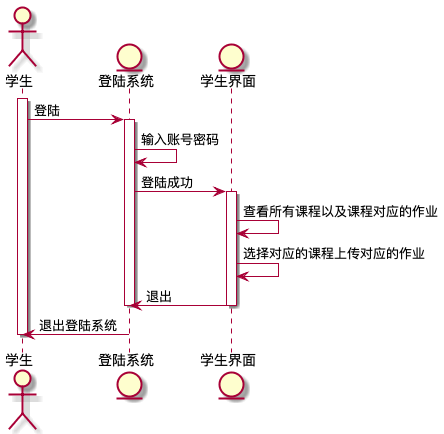 学生
登陆系统
学生界面
登陆
输入账号密码
登陆成功
查看所有课程以及课程对应的作业
选择对应的课程上传对应的作业
退出
退出登陆系统
学生
登陆系统
学生界面